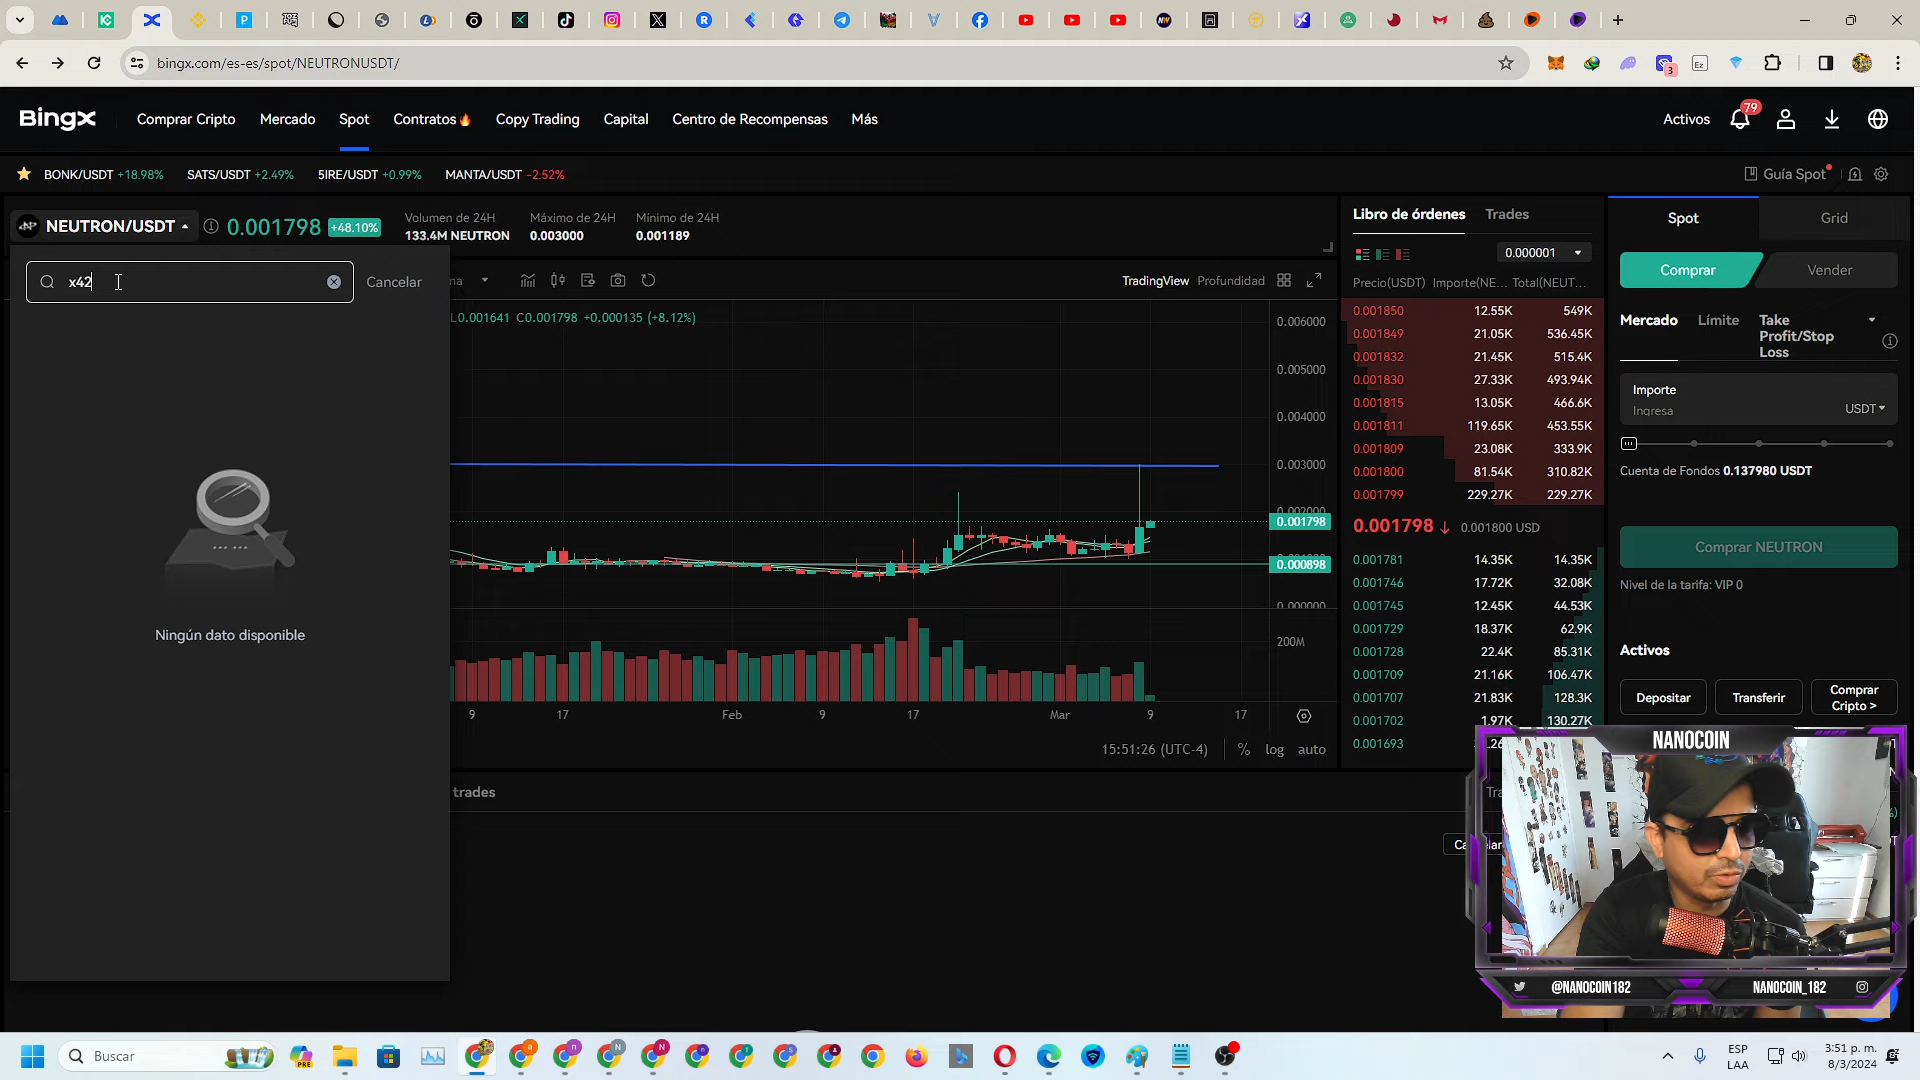 bingx.com/es-es/spot/NEUTRONUSDT/
3
Ez
BingX
Comprar Cripto
Mercado
Spot
Contratos
Copy Trading
Capital
Centro de Recompensas
Más
Activos
79
BONK/USDT +18.98%
SATS/USDT +2.49%
5IRE/USDT +0.99%
MANTA/USDT -2.52%
Guía Spot
NEUTRON/USDT
0.001798
+48.10%
Volumen de 24H
133.4M NEUTRON
Máximo de 24H
0.003000
Mínimo de 24H
0.001189
x42
Cancelar
Ningún dato disponible
na
TradingView
Profundidad
L0.001641 C0.001798 +0.000135 (+8.12%)
0.006000
0.005000
0.004000
0.003000
0.001798
0.000898
0.000000
200M
9
17
Feb
9
17
Mar
9
17
15:51:26 (UTC-4)
%
log
auto
trades
Libro de órdenes
Trades
0.000001
Precio(USDT) Importe(NE... Total(NEUT...
0.001850 12.55K 549K
0.001849 21.05K 536.45K
0.001832 21.45K 515.4K
0.001830 27.33K 493.94K
0.001815 13.05K 466.6K
0.001811 119.65K 453.55K
0.001809 23.08K 333.9K
0.001800 81.54K 310.82K
0.001799 229.27K 229.27K
0.001798 ↓ 0.001800 USD
0.001781 14.35K 14.35K
0.001746 17.72K 32.08K
0.001745 12.45K 44.53K
0.001729 18.37K 62.9K
0.001728 22.4K 85.31K
0.001709 21.16K 106.47K
0.001707 21.83K 128.3K
0.001702 1.97K 130.27K
0.001693
Spot
Grid
Comprar
Vender
Mercado
Límite
Take
Profit/Stop
Loss
Importe
Ingresa
USDT
Cuenta de Fondos 0.137980 USDT
Comprar NEUTRON
Nivel de la tarifa: VIP 0
Activos
Depositar
Transferir
Comprar
Cripto >
NANOCOIN
@NANOCOIN182
NANOCOIN_182
Buscar
PRE
ESP
LAA
3:51 p. m.
8/3/2024